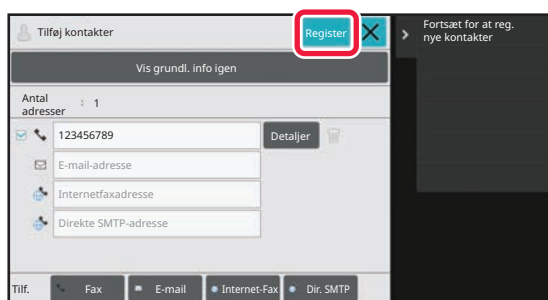 Tilføj kontakter
Register
Fortsæt for at reg.
nye kontakter
Vis grundl. info igen
Antal
adresser : 1
123456789
Detaljer
E-mail-adresse
Internetfaxadresse
Direkte SMTP-adresse
Tilf.
Fax
E-mail
Internet-Fax
Dir. SMTP